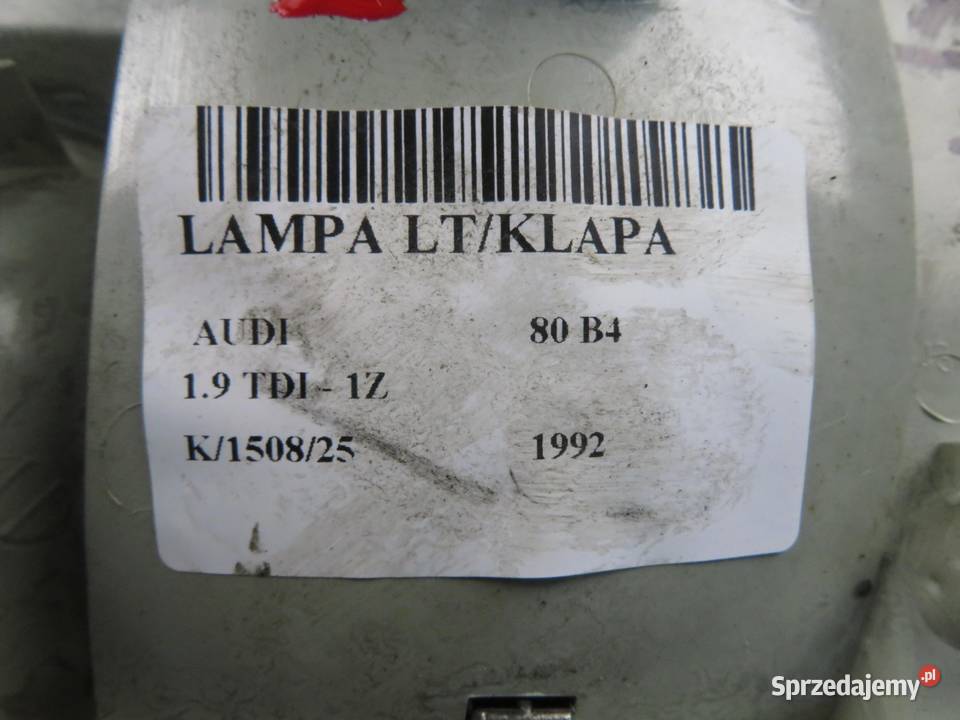 LAMPA LT/KLAPA
AUDI 80 B4
1.9 TDI - 1Z
K/1508/25 1992
Sprzedajemy.pl